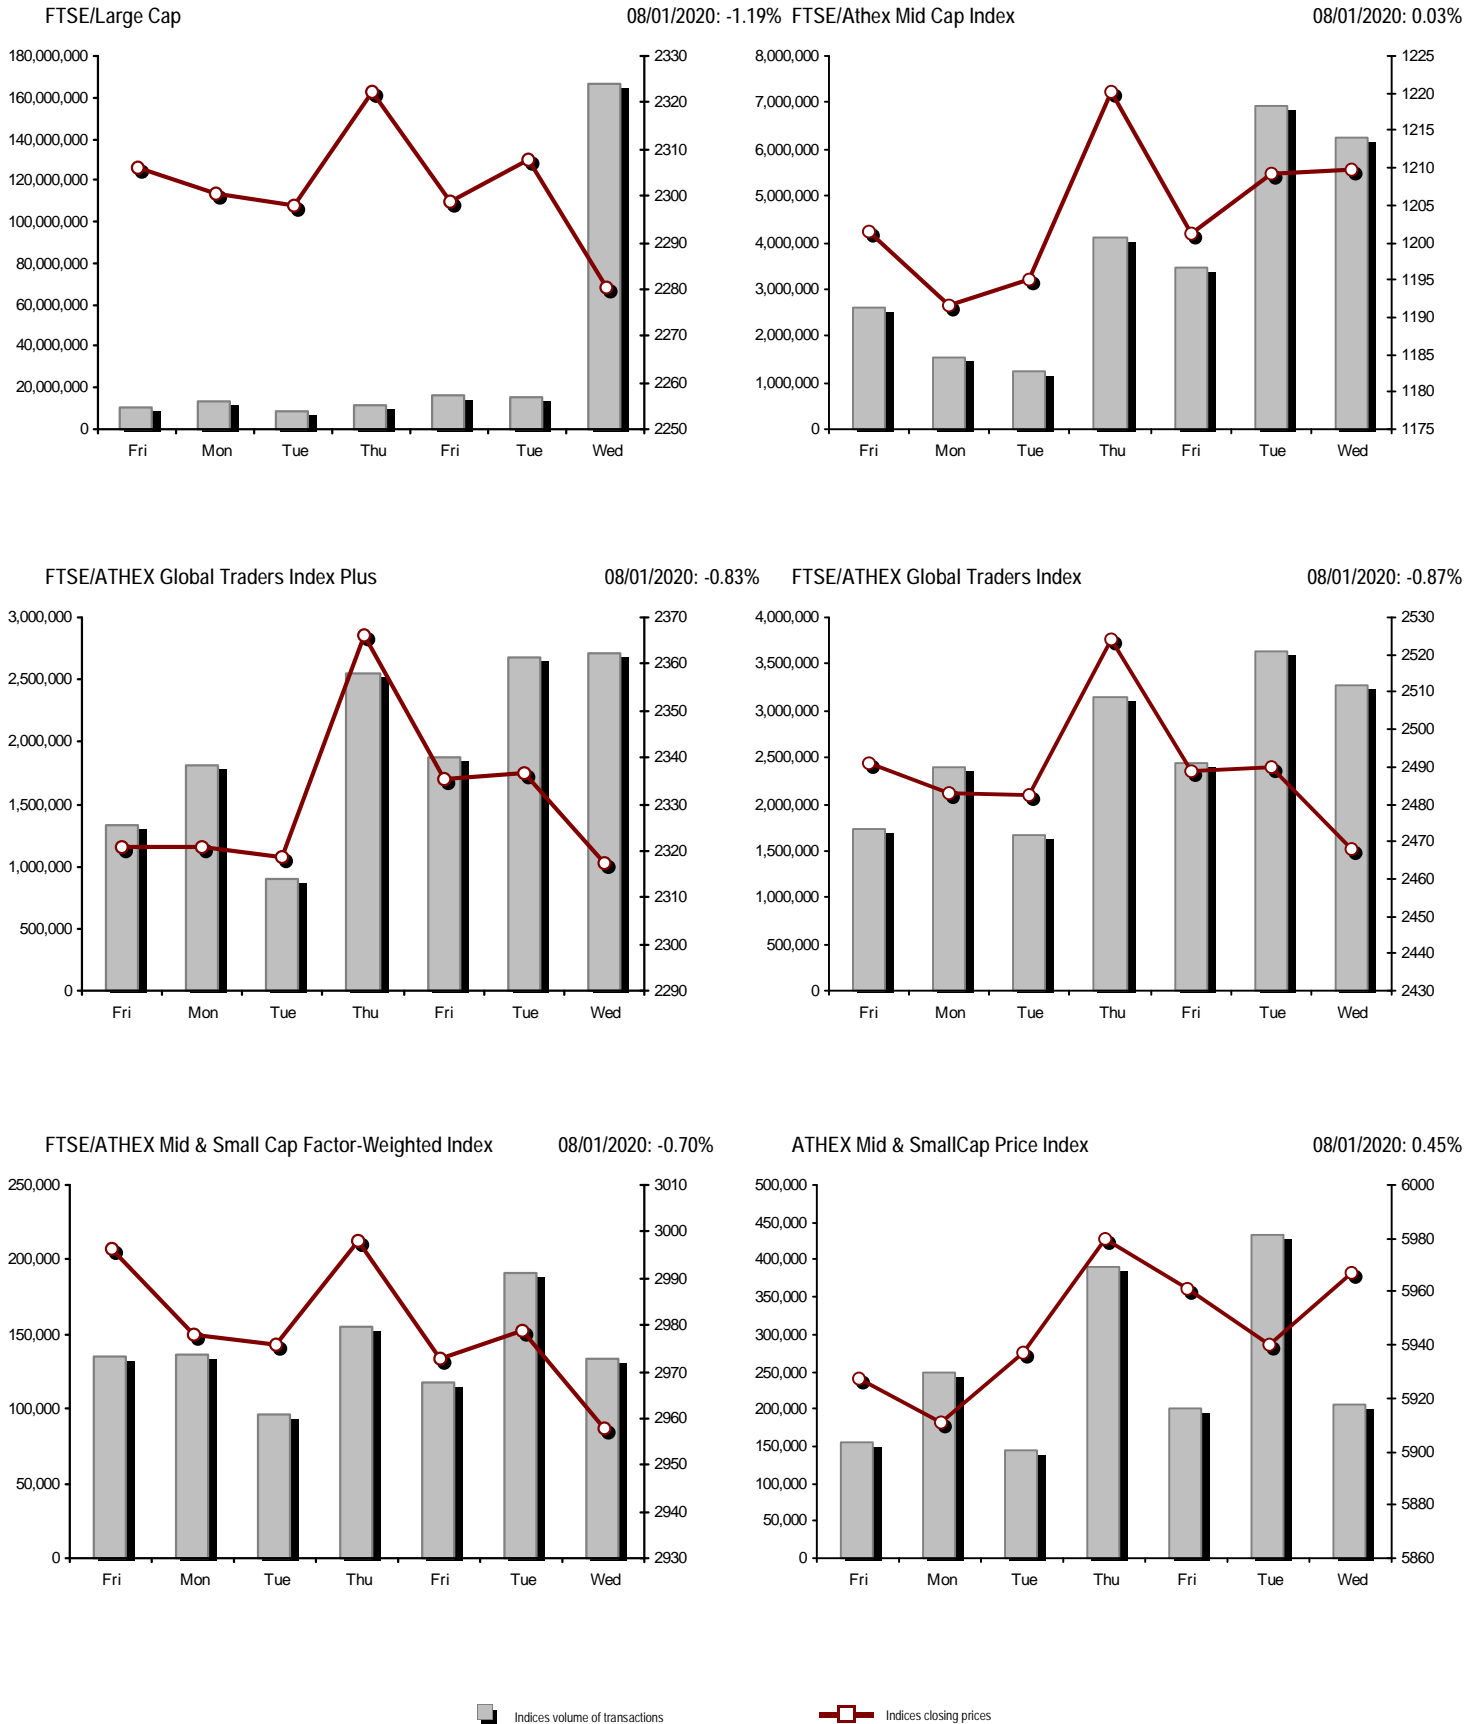 FTSE/Large Cap 08/01/2020: -1.19% FTSE/Athex Mid Cap Index 08/01/2020: 0.03%
180,000,000 2330 8,000,000 1225
160,000,000 2320 7,000,000 1220
140,000,000 2310 6,000,000 1215
120,000,000 2300 5,000,000 1210
100,000,000 2290 4,000,000 1205
80,000,000 2280 3,000,000 1200
60,000,000 2270 2,000,000 1195
40,000,000 2260 1,000,000 1190
20,000,000 2250 0 1185
0 1180
1175
Fri Mon Tue Thu Fri Tue Wed Fri Mon Tue Thu Fri Tue Wed
FTSE/ATHEX Global Traders Index Plus 08/01/2020: -0.83% FTSE/ATHEX Global Traders Index 08/01/2020: -0.87%
3,000,000 2370 4,000,000 2530
2,500,000 2360 3,500,000 2520
2,000,000 2350 3,000,000 2510
1,500,000 2340 2,500,000 2500
1,000,000 2330 2,000,000 2490
500,000 2320 1,500,000 2480
0 2310 1,000,000 2470
2300 500,000 2460
2290 0 2450
2440
2430
Fri Mon Tue Thu Fri Tue Wed Fri Mon Tue Thu Fri Tue Wed
FTSE/ATHEX Mid & Small Cap Factor-Weighted Index 08/01/2020: -0.70% ATHEX Mid & SmallCap Price Index 08/01/2020: 0.45%
250,000 3010 500,000 6000
200,000 3000 450,000 5980
150,000 2990 400,000 5960
100,000 2980 350,000 5940
50,000 2970 300,000 5920
0 2960 250,000 5900
2950 200,000 5880
2940 150,000 5860
2930 100,000
50,000
0
Fri Mon Tue Thu Fri Tue Wed Fri Mon Tue Thu Fri Tue Wed
Indices volume of transactions Indices closing prices